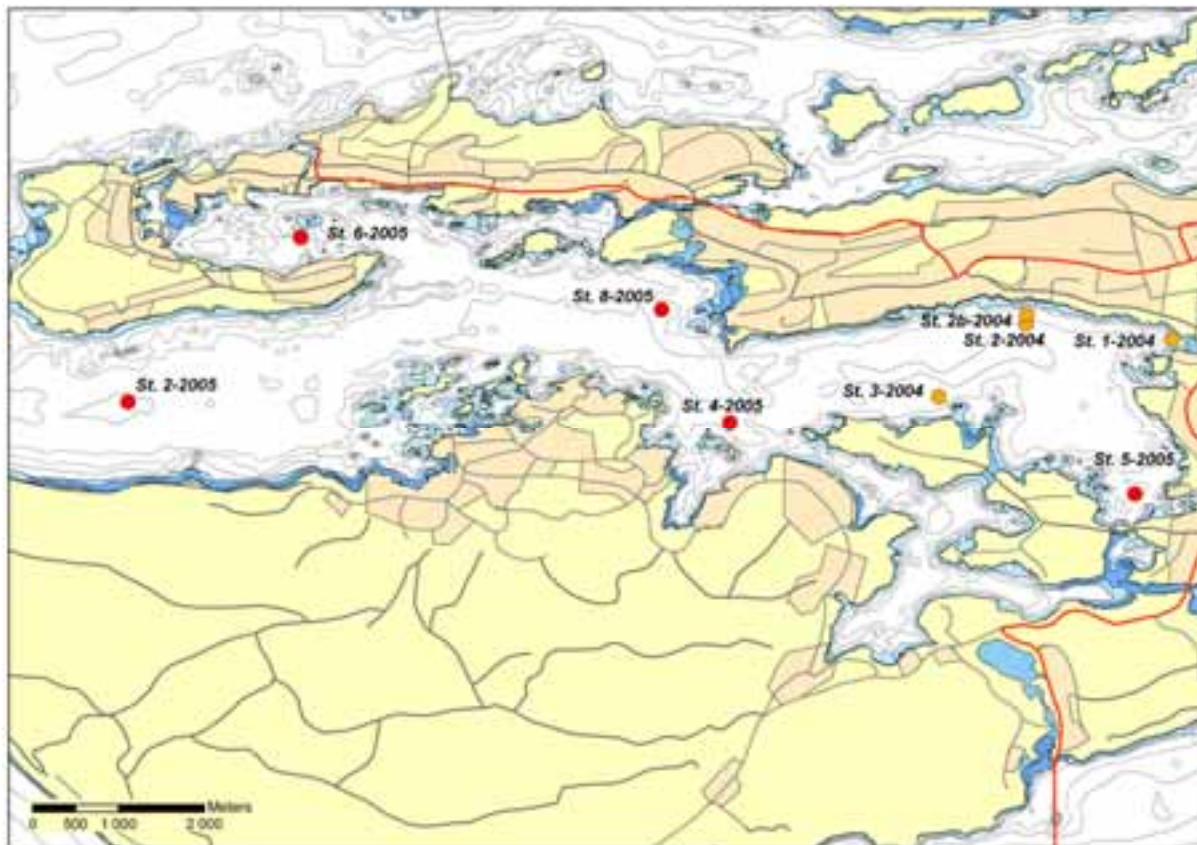 St. 6-2005
St. 8-2005
St. 2b-2004
St. 2-2004
St. 1-2004
St. 2-2005
St. 3-2004
St. 4-2005
St. 5-2005
Meters
0 500 1 000 2 000